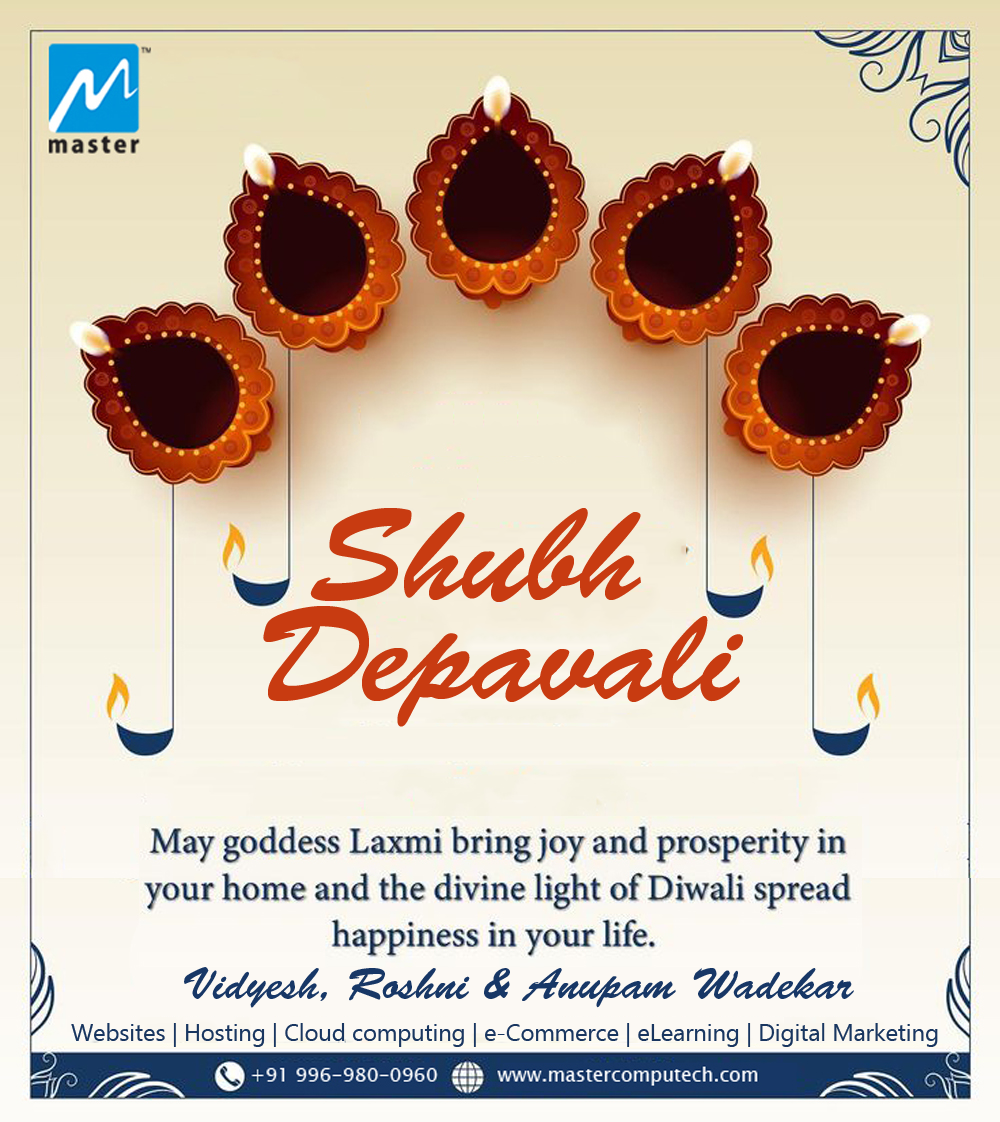 TM
master
Shubh
Depavali
May goddess Laxmi bring joy and prosperity in
your home and the divine light of Diwali spread
happiness in your life.
Vidyesh, Roshni & Anupam Wadekar
Websites | Hosting | Cloud computing | e-Commerce | eLearning | Digital Marketing
+91 996-980-0960 www.mastercomputech.com